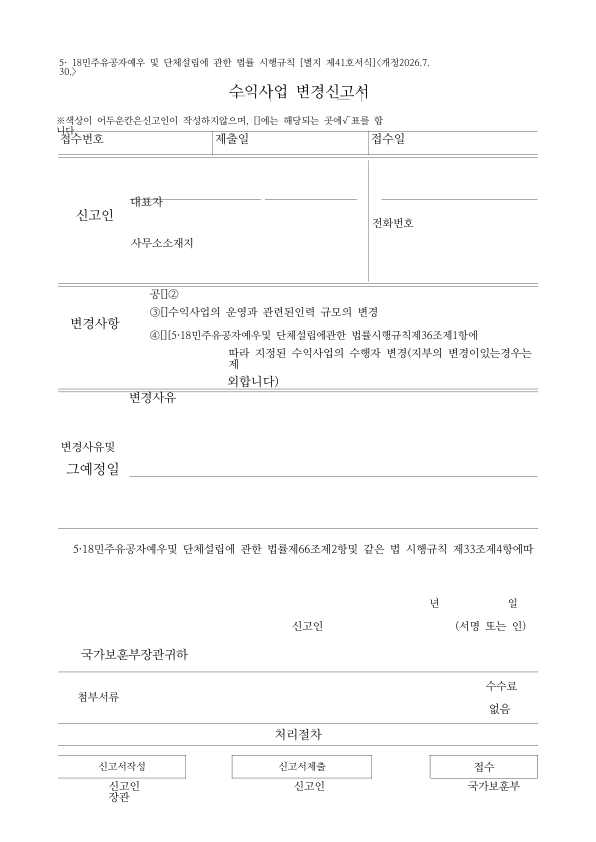 5· 18민주유공자예우 및 단체설립에 관한 법률 시행규칙 [별지 제41호서식]<개정2026.7.
30.>
수익사업 변경신고서
※색상이 어두운칸은신고인이 작성하지않으며, []에는 해당되는 곳에√표를 합
니다.
접수번호 제출일 접수일
대표자
신고인
전화번호
사무소소재지
공[]②
③[]수익사업의 운영과 관련된인력 규모의 변경
변경사항
④[][5·18민주유공자예우및 단체설립에관한 법률시행규칙제36조제1항에
따라 지정된 수익사업의 수행자 변경(지부의 변경이있는경우는
제
외합니다)
변경사유
변경사유및
그예정일
5·18민주유공자예우및 단체설립에 관한 법률제66조제2항및 같은 법 시행규칙 제33조제4항에따
년 일
신고인 (서명 또는 인)
국가보훈부장관귀하
수수료
첨부서류
없음
처리절차
신고서작성 신고서제출 접수
신고인 신고인 국가보훈부
장관